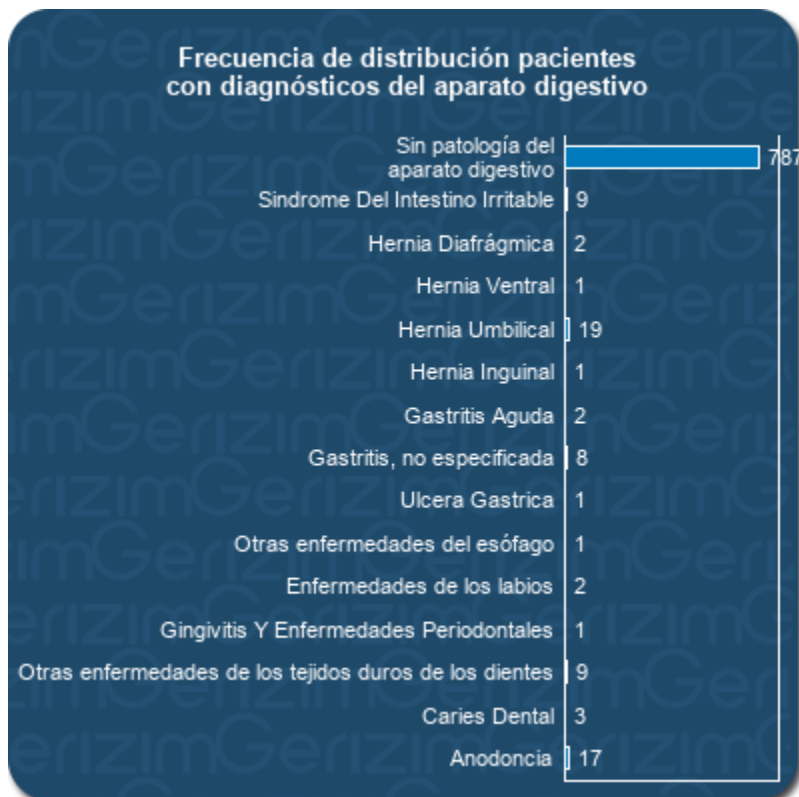 Frecuencia de distribución pacientes
con diagnósticos del aparato digestivo
Sin patología del
aparato digestivo
787
Sindrome Del Intestino Irritable 9
Hernia Diafrágmica 2
Hernia Ventral 1
Hernia Umbilical 19
Hernia Inguinal 1
Gastritis Aguda 2
Gastritis, no especificada 8
Ulcera Gastrica 1
Otras enfermedades del esófago 1
Enfermedades de los labios 2
Gingivitis Y Enfermedades Periodontales 1
Otras enfermedades de los tejidos duros de los dientes 9
Caries Dental 3
Anodoncia 17